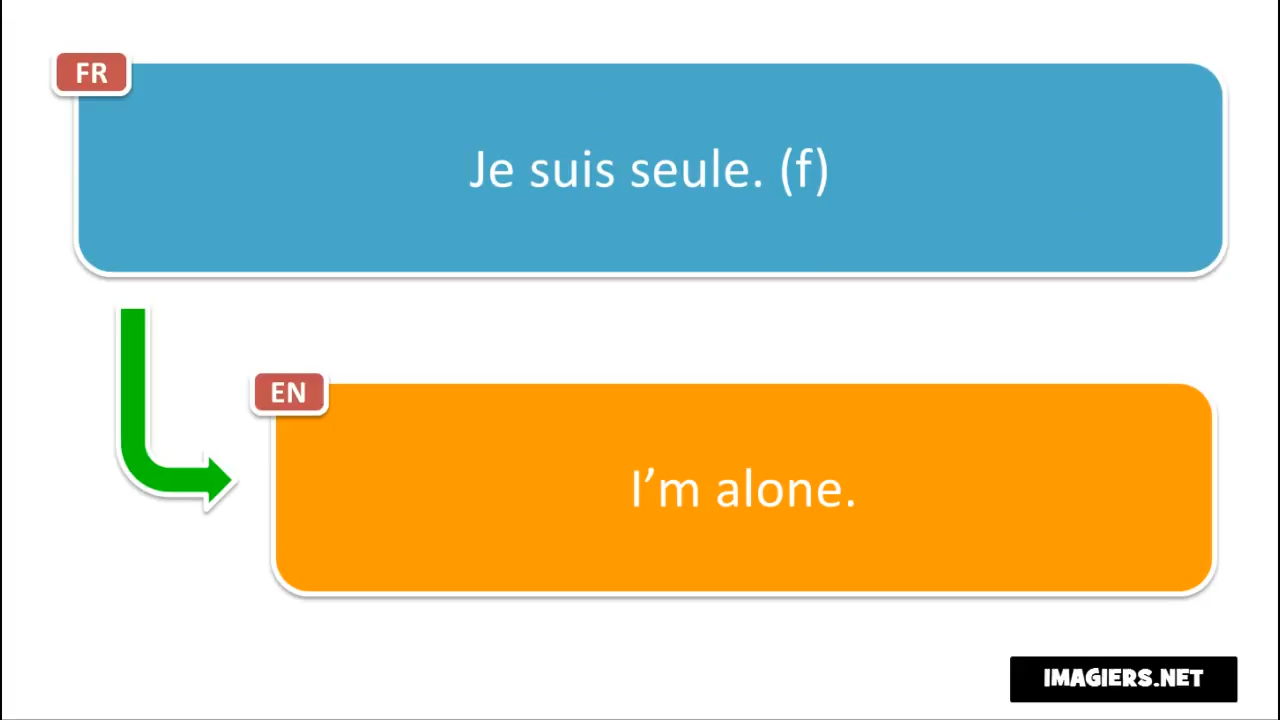 FR
Je suis seule. (f)
EN
I’m alone.
IMAGIERS.NET